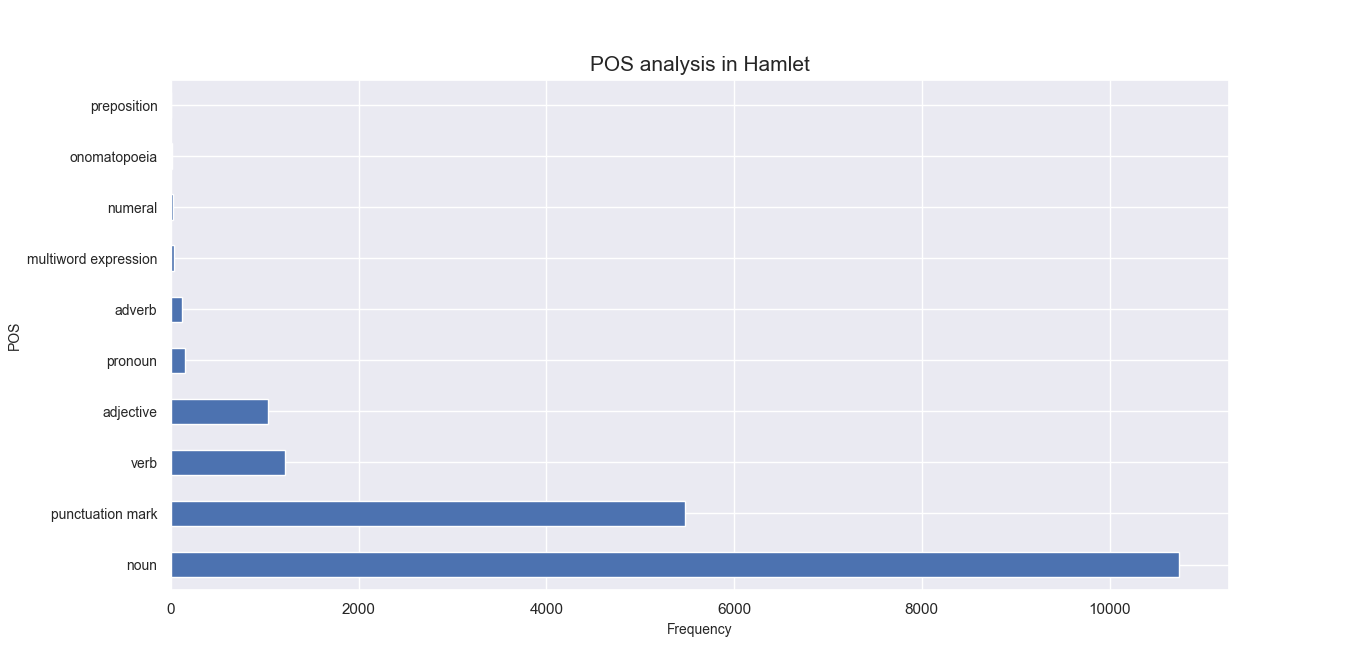 POS analysis in Hamlet
preposition
onomatopoeia
numeral
multiword expression
adverb
pronoun
adjective
verb
punctuation mark
noun
POS
0 2000 4000 6000 8000 10000
Frequency